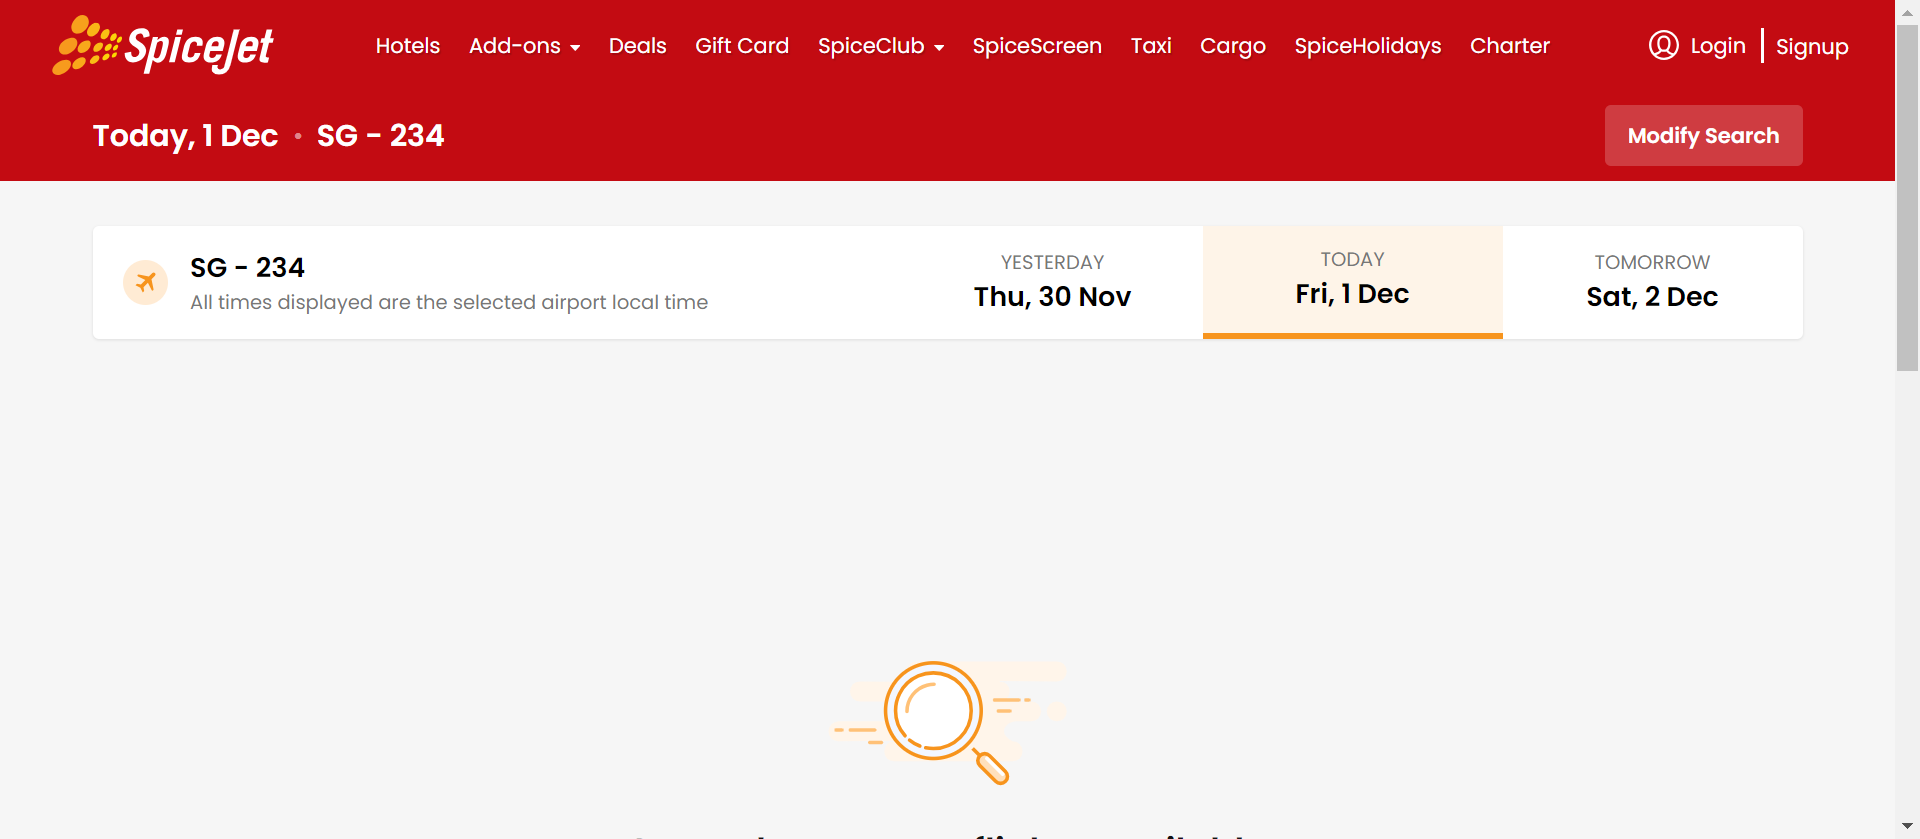 SpiceJet
Hotels Add-ons Deals Gift Card SpiceClub SpiceScreen Taxi Cargo SpiceHolidays Charter Login Signup
Today, 1 Dec • SG - 234
Modify Search
SG - 234
All times displayed are the selected airport local time
YESTERDAY
Thu, 30 Nov
TODAY
Fri, 1 Dec
TOMORROW
Sat, 2 Dec